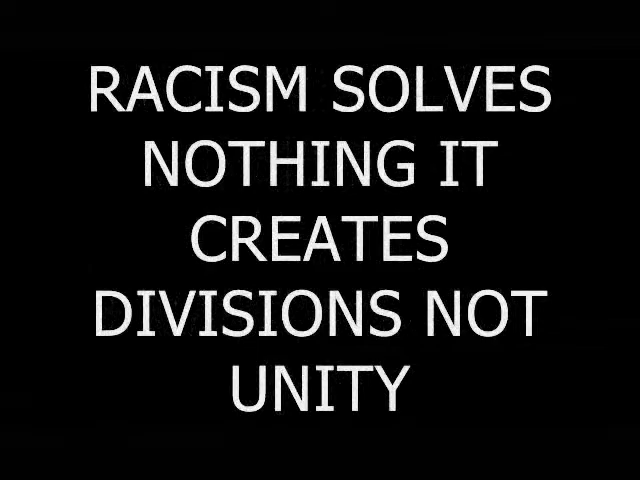 RACISM SOLVES
NOTHING IT
CREATES
DIVISIONS NOT
UNITY